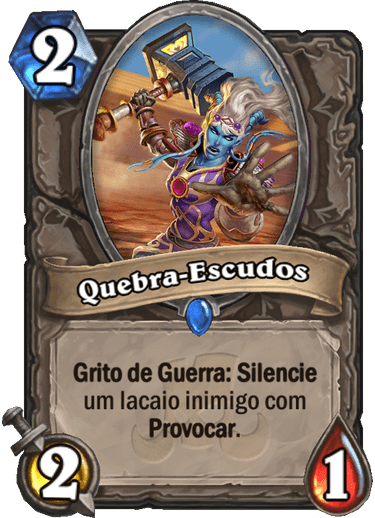 2
Quebra-Escudos
Grito de Guerra: Silencie
um lacaio inimigo com
Provocar.
2
1